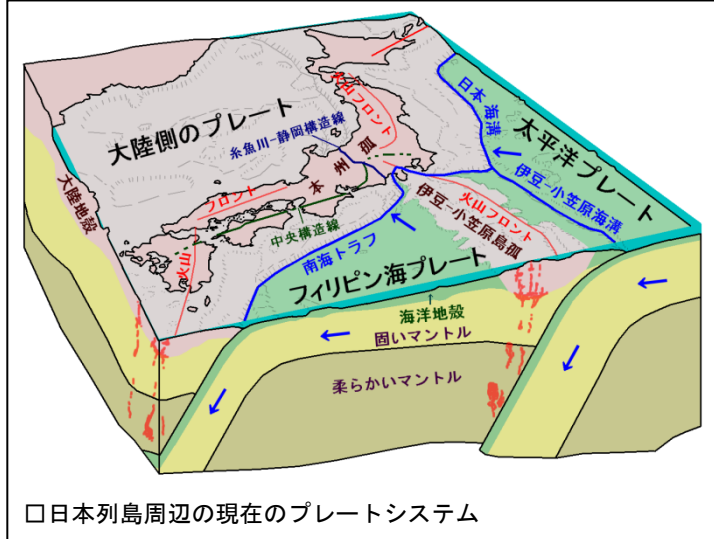 火山フロント
日本 海溝
大陸側のプレート
太平洋プレート
糸魚川-静岡構造線
本州弧
伊豆-小笠原海溝
大陸地殻
フロント
火山
火山フロント
伊豆-小笠原島孤
中央構造線
南海トラフ
フィリピン海プレート
海洋地殻
固いマントル
柔らかいマントル
□日本列島周辺の現在のプレートシステム